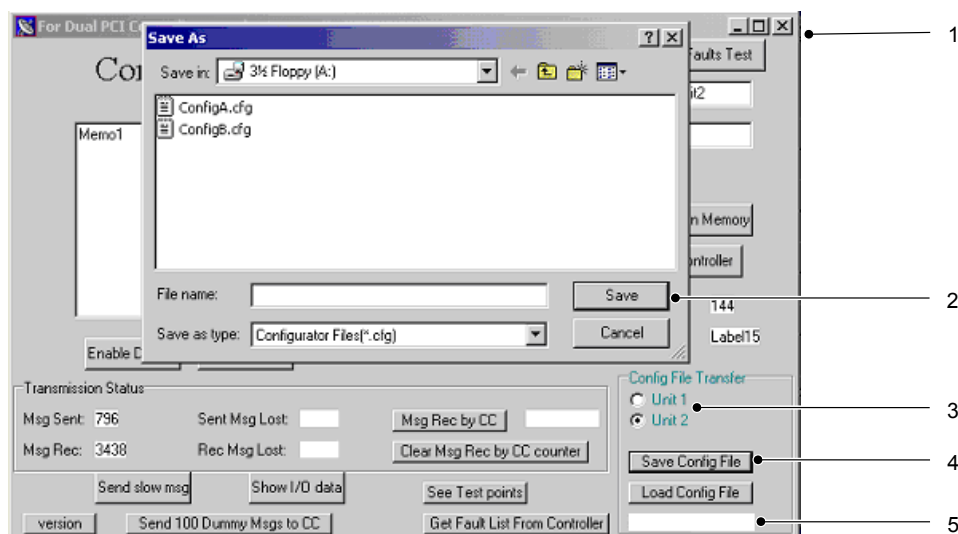 For Dual PCI C
Save As
1
Cor
Save in: 3½ Floppy (A:)
aults Test
ConfigA.cfg
it2
ConfigB.cfg
Memo1
n Memory
ontroller
File name:
Save
2
144
Save as type: Configurator Files(*.cfg)
Cancel
Label15
Enable D
Transmission Status
Config File Transfer
Unit 1
3
Msg Sent: 796 Sent Msg Lost: Msg Rec by CC
Unit 2
Msg Rec: 3438 Rec Msg Lost: Clear Msg Rec by CC counter
Save Config File
4
Send slow msg Show I/O data See Test points
Load Config File
version Send 100 Dummy Msgs to CC Get Fault List From Controller
5